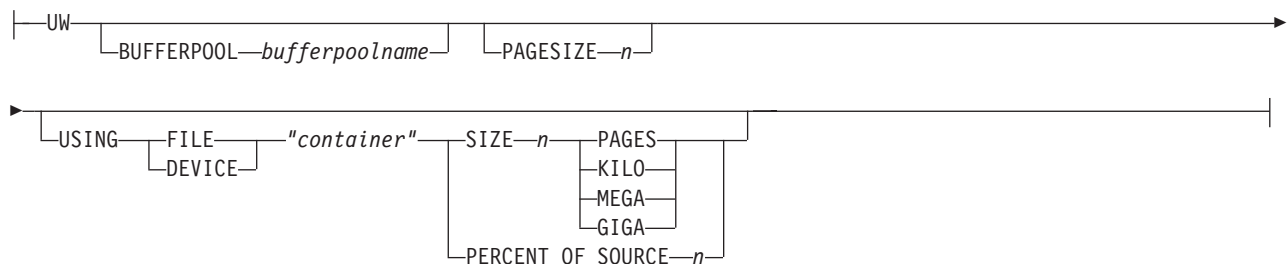 UW BUFFERPOOL bufferpoolname PAGESIZE n
USING FILE "container" SIZE n PAGES
DEVICE KILO
MEGA
GIGA
PERCENT OF SOURCE n